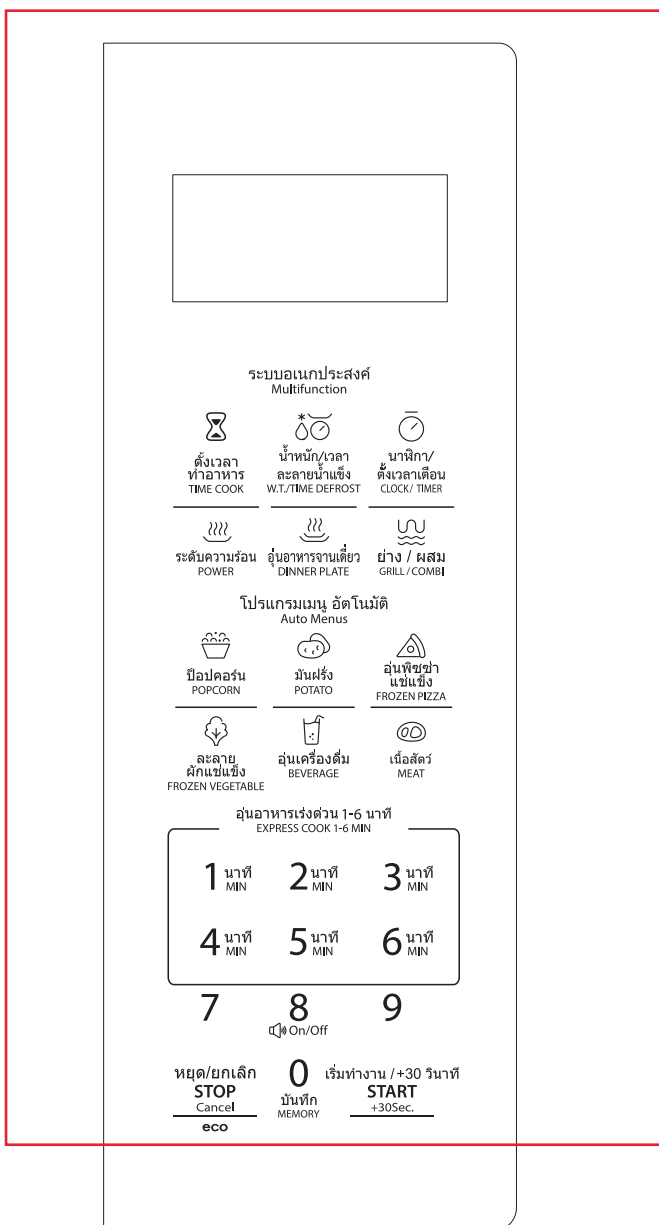 ระบบอเนกประสงค์
Multifunction
ตั้งเวลา
ทำอาหาร
TIME COOK
น้ำหนัก/เวลา
ละลายน้ำแข็ง
W.T./TIME DEFROST
นาฬิกา/
ตั้งเวลาเตือน
CLOCK/ TIMER
ระดับความร้อน
POWER
อุ่นอาหารจานเดี่ยว
DINNER PLATE
ย่าง / ผสม
GRILL/COMBI
โปรแกรมเมนู อัตโนมัติ
Auto Menus
ป็อปคอร์น
POPCORN
มันฝรั่ง
POTATO
อุ่นพิซซ่า
แช่แข็ง
FROZEN PIZZA
ละลาย
ผักแช่แข็ง
FROZEN VEGETABLE
อุ่นเครื่องดื่ม
BEVERAGE
เนื้อสัตว์
MEAT
อุ่นอาหารเร่งด่วน 1-6 นาที
EXPRESS COOK 1-6 MIN
1 นาที MIN
2 นาที MIN
3 นาที MIN
4 นาที MIN
5 นาที MIN
6 นาที MIN
7
8
On/Off
9
หยุด/ยกเลิก
STOP
Cancel
eco
0
บันทึก
MEMORY
เริ่มทำงาน /+30 วินาที
START
+30Sec.